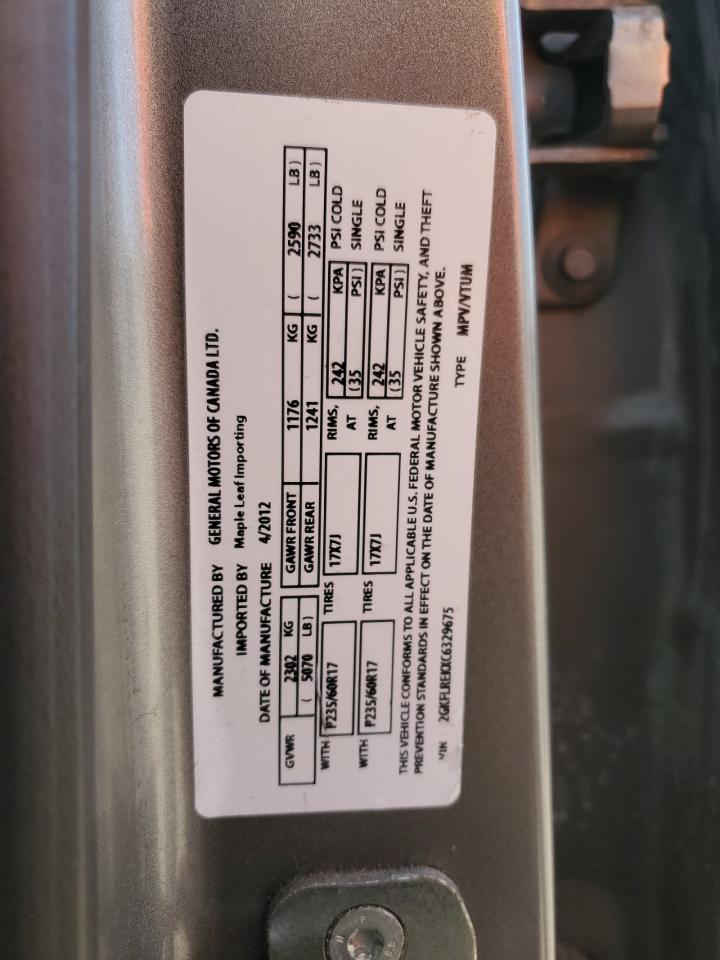 MANUFACTURED BY GENERAL MOTORS OF CANADA LTD.
IMPORTED BY Maple Leaf Importing
DATE OF MANUFACTURE 4/2012
GVWR 2302 KG GAWR FRONT 1176 KG ( 2590 LB )
( 5070 LB ) GAWR REAR 1241 KG ( 2733 LB )
WITH P235/60R17 TIRES 17X7J RIMS, 242 KPA PSI COLD
AT ( 35 PSI ) SINGLE
WITH P235/60R17 TIRES 17X7J RIMS, 242 KPA PSI COLD
AT ( 35 PSI ) SINGLE
THIS VEHICLE CONFORMS TO ALL APPLICABLE U.S. FEDERAL MOTOR VEHICLE SAFETY, AND THEFT
PREVENTION STANDARDS IN EFFECT ON THE DATE OF MANUFACTURE SHOWN ABOVE.
VIN 2GKFLREKXC6329675 TYPE MPV/VTUM